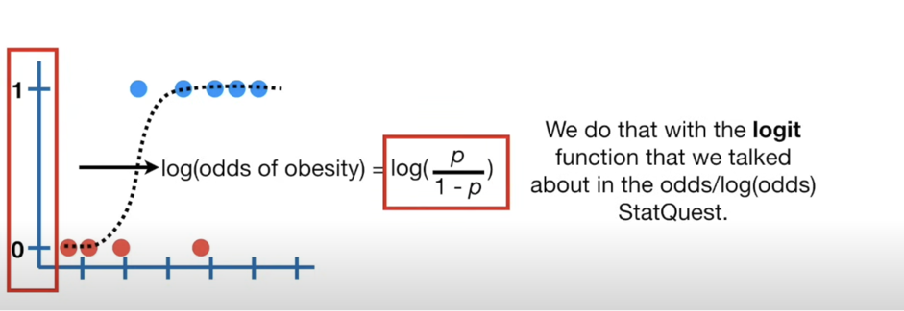 1
0
log(odds of obesity) = log(p / 1 - p)
We do that with the logit
function that we talked
about in the odds/log(odds)
StatQuest.